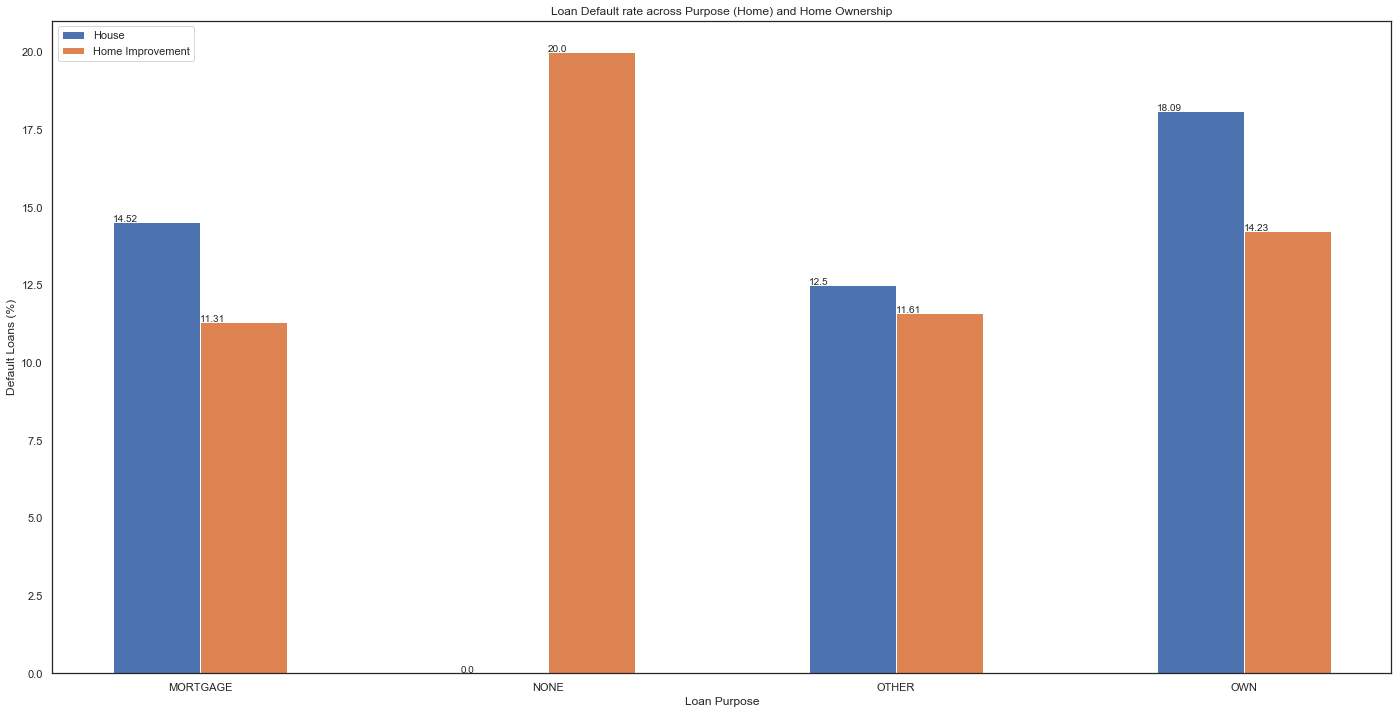 Loan Default rate across Purpose (Home) and Home Ownership
House
Home Improvement
20.0
17.5
15.0
12.5
10.0
7.5
5.0
2.5
0.0
Default Loans (%)
14.52
11.31
0.0
20.0
12.5
11.61
18.09
14.23
MORTGAGE
NONE
OTHER
OWN
Loan Purpose